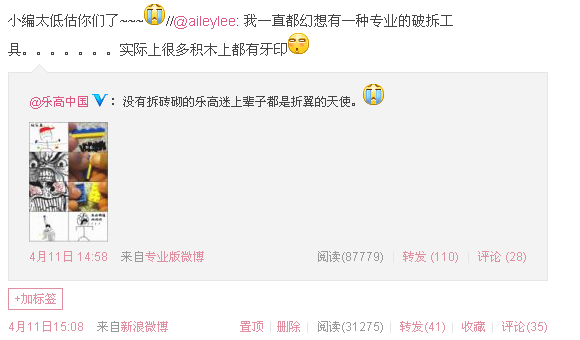 小编太低估你们了~~~//@aileylee: 我一直都幻想有一种专业的破拆工
具。。。。。。。实际上很多积木上都有牙印
@乐高中国：没有拆砖砌的乐高迷上辈子都是折翼的天使。
4月11日 14:58 来自专业版微博 阅读(87779) 转发 (110) 评论 (28)
+加标签
4月11日15:08 来自新浪微博 置顶 删除 阅读(31275) 转发(41) 收藏 评论(35)